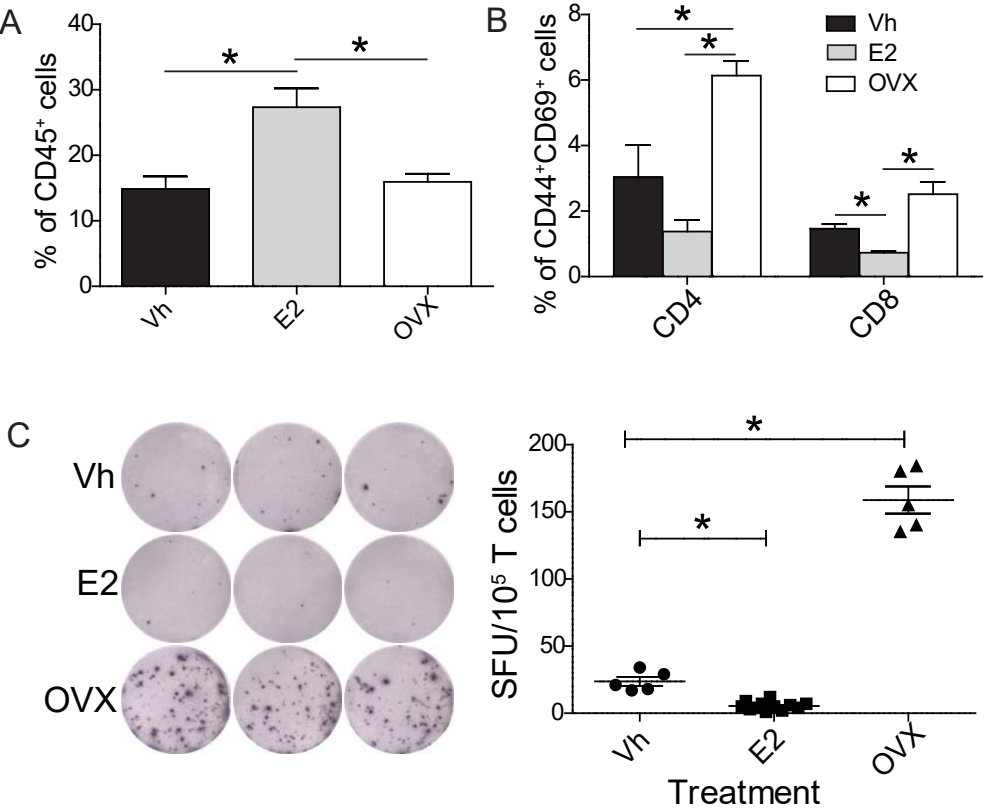 A
% of CD45⁺ cells
40
30
20
10
0
*
*
Vh
E2
OVX
B
% of CD44⁺CD69⁺ cells
8
6
4
2
0
*
*
*
*
Vh
E2
OVX
CD4
CD8
C
Vh
E2
OVX
SFU/10⁵ T cells
200
150
100
50
0
*
*
Vh
E2
OVX
Treatment